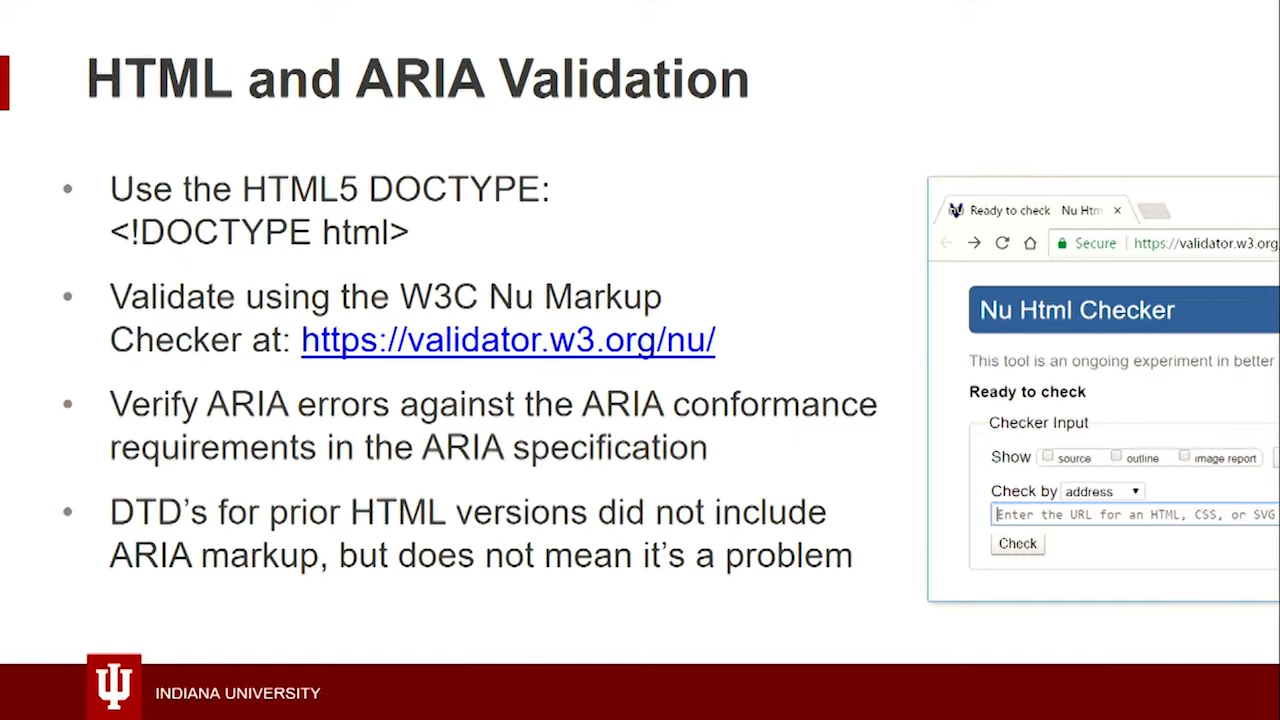 HTML and ARIA Validation
• Use the HTML5 DOCTYPE:
<!DOCTYPE html>
• Validate using the W3C Nu Markup
Checker at: https://validator.w3.org/nu/
• Verify ARIA errors against the ARIA conformance
requirements in the ARIA specification
• DTD's for prior HTML versions did not include
ARIA markup, but does not mean it's a problem
Ready to check Nu Htm
Secure https://validator.w3.org
Nu Html Checker
This tool is an ongoing experiment in better
Ready to check
Checker Input
Show source outline image report
Check by address
Enter the URL for an HTML, CSS, or SVG
Check
INDIANA UNIVERSITY